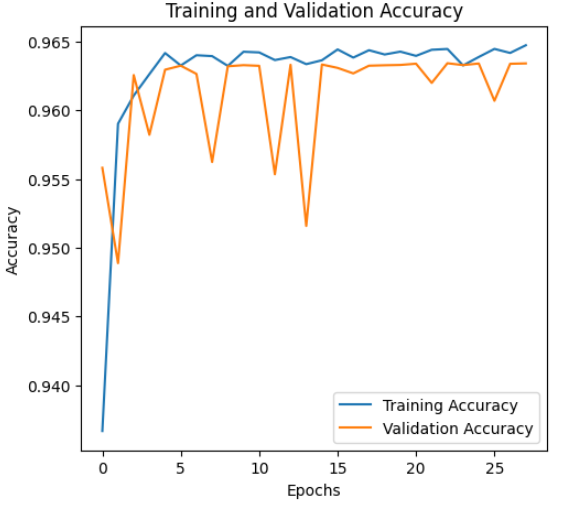 Training and Validation Accuracy
0.965
0.960
0.955
0.950
0.945
0.940
Accuracy
Training Accuracy
Validation Accuracy
0 5 10 15 20 25
Epochs